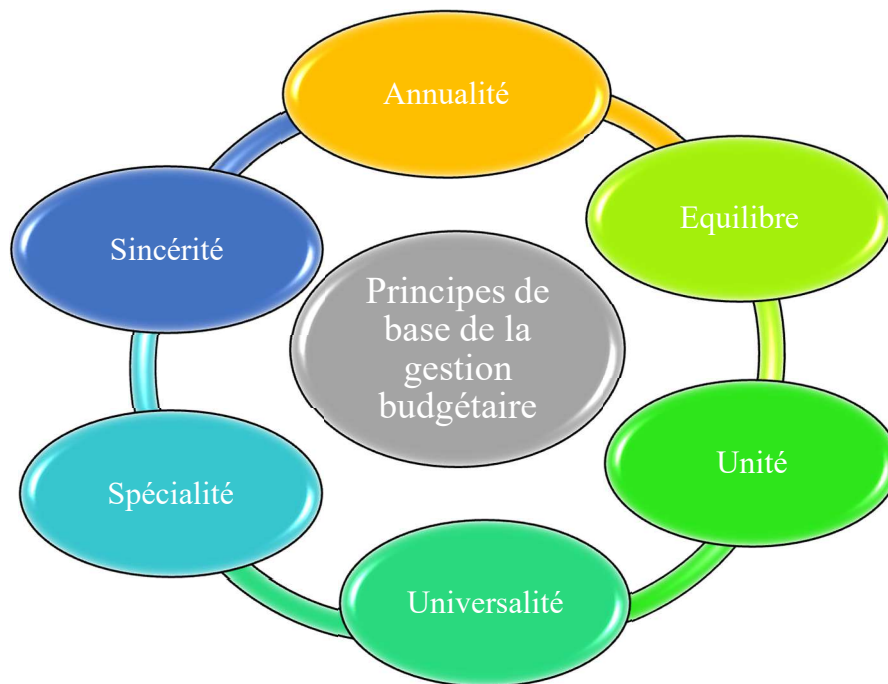 Annualité
Equilibre
Sincérité
Principes de
base de la
gestion
budgétaire
Unité
Spécialité
Universalité